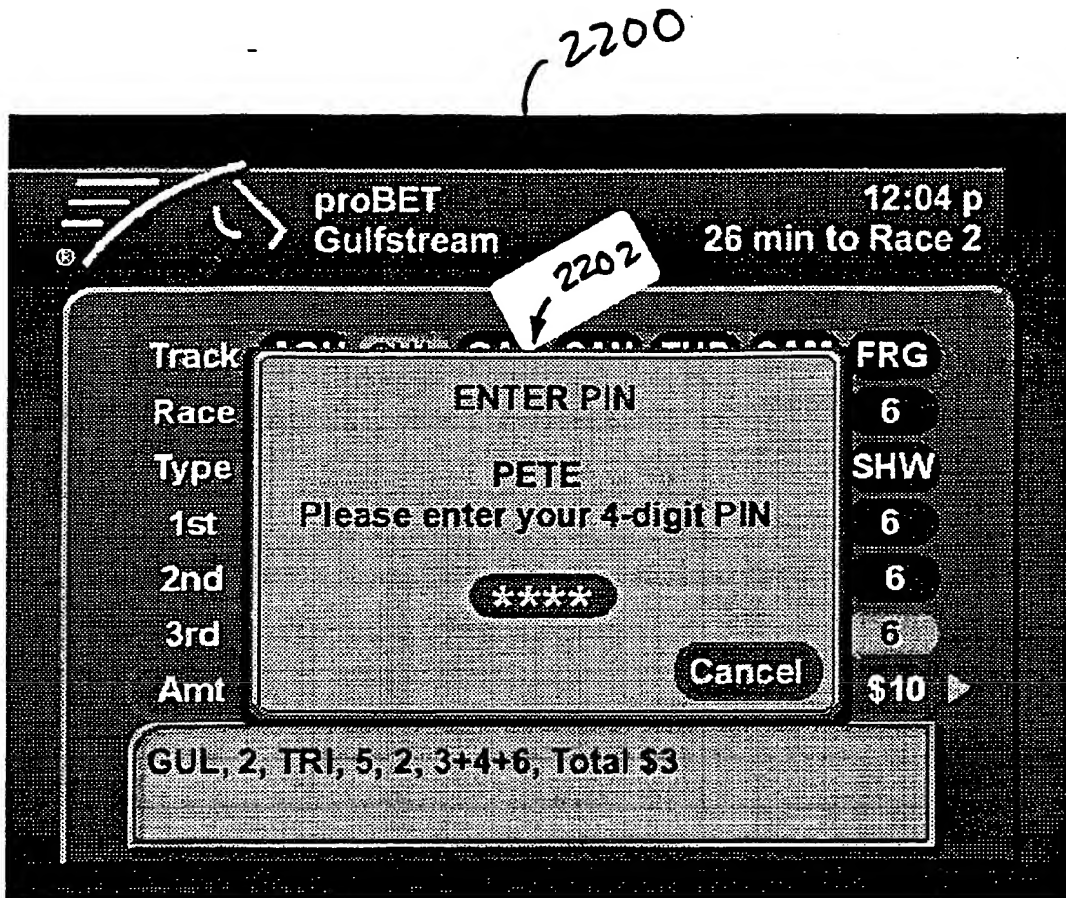 2200
proBET
Gulfstream
12:04 p
26 min to Race 2
®
2202
Track FRG
Race 6
Type SHW
1st 6
2nd 6
3rd 6
Amt $10
ENTER PIN
PETE
Please enter your 4-digit PIN
****
Cancel
GUL, 2, TRI, 5, 2, 3+4+6, Total $3